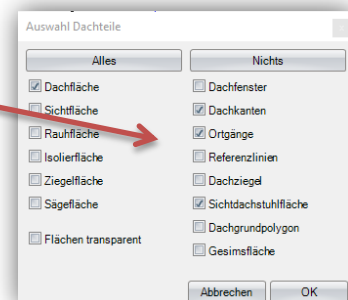 Auswahl Dachteile
Alles
Nichts
Dachfläche
Dachfenster
Sichtfläche
Dachkanten
Rauhfläche
Ortgänge
Isolierfläche
Referenzlinien
Ziegelfläche
Dachziegel
Sägefläche
Sichtdachstuhlfläche
Dachgrundpolygon
Flächen transparent
Gesimsfläche
Abbrechen
OK